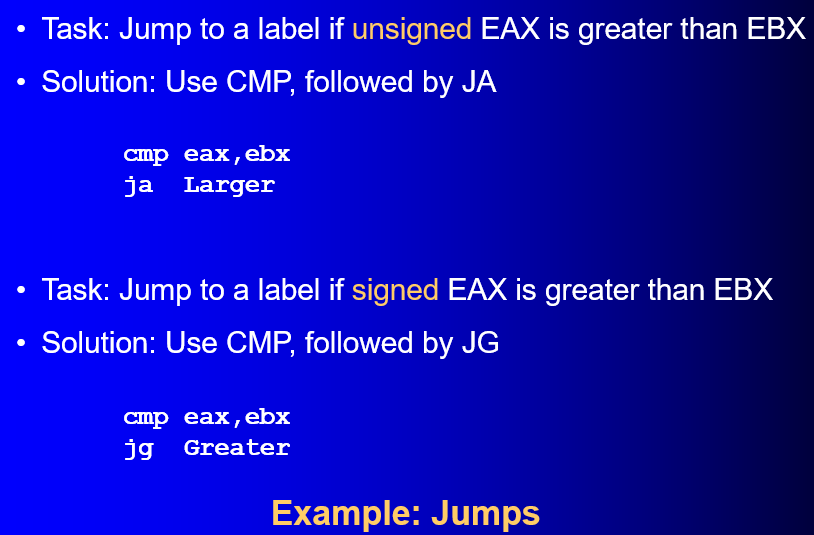 • Task: Jump to a label if unsigned EAX is greater than EBX
• Solution: Use CMP, followed by JA
cmp eax,ebx
ja Larger
• Task: Jump to a label if signed EAX is greater than EBX
• Solution: Use CMP, followed by JG
cmp eax,ebx
jg Greater
Example: Jumps